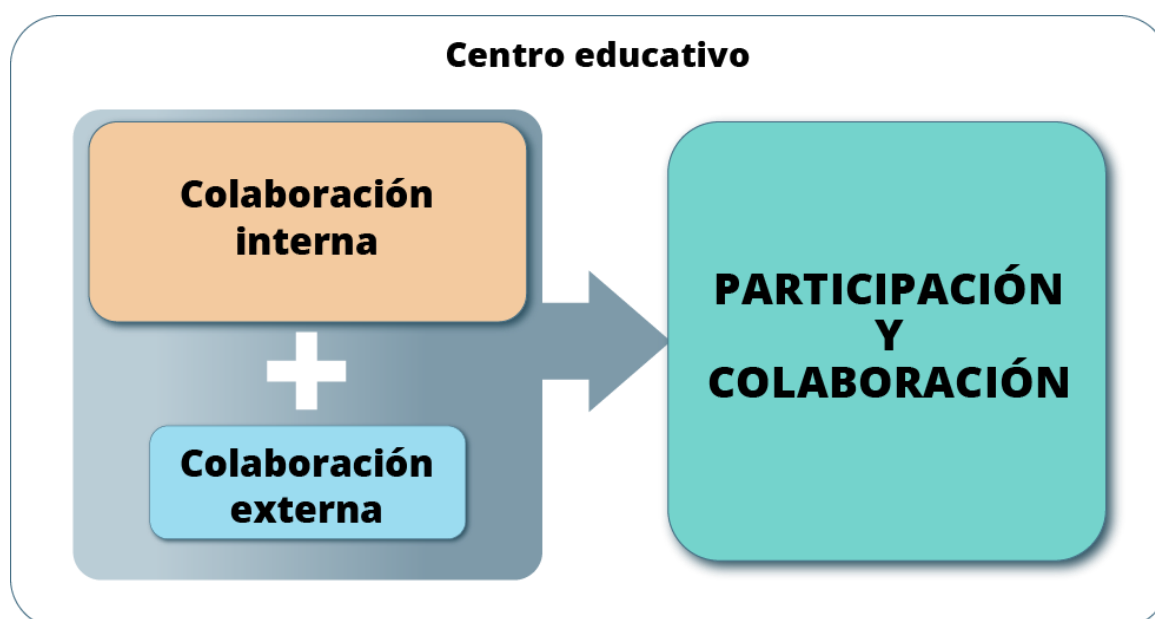 Centro educativo
Colaboración
interna
Colaboración
externa
PARTICIPACIÓN
Y
COLABORACIÓN